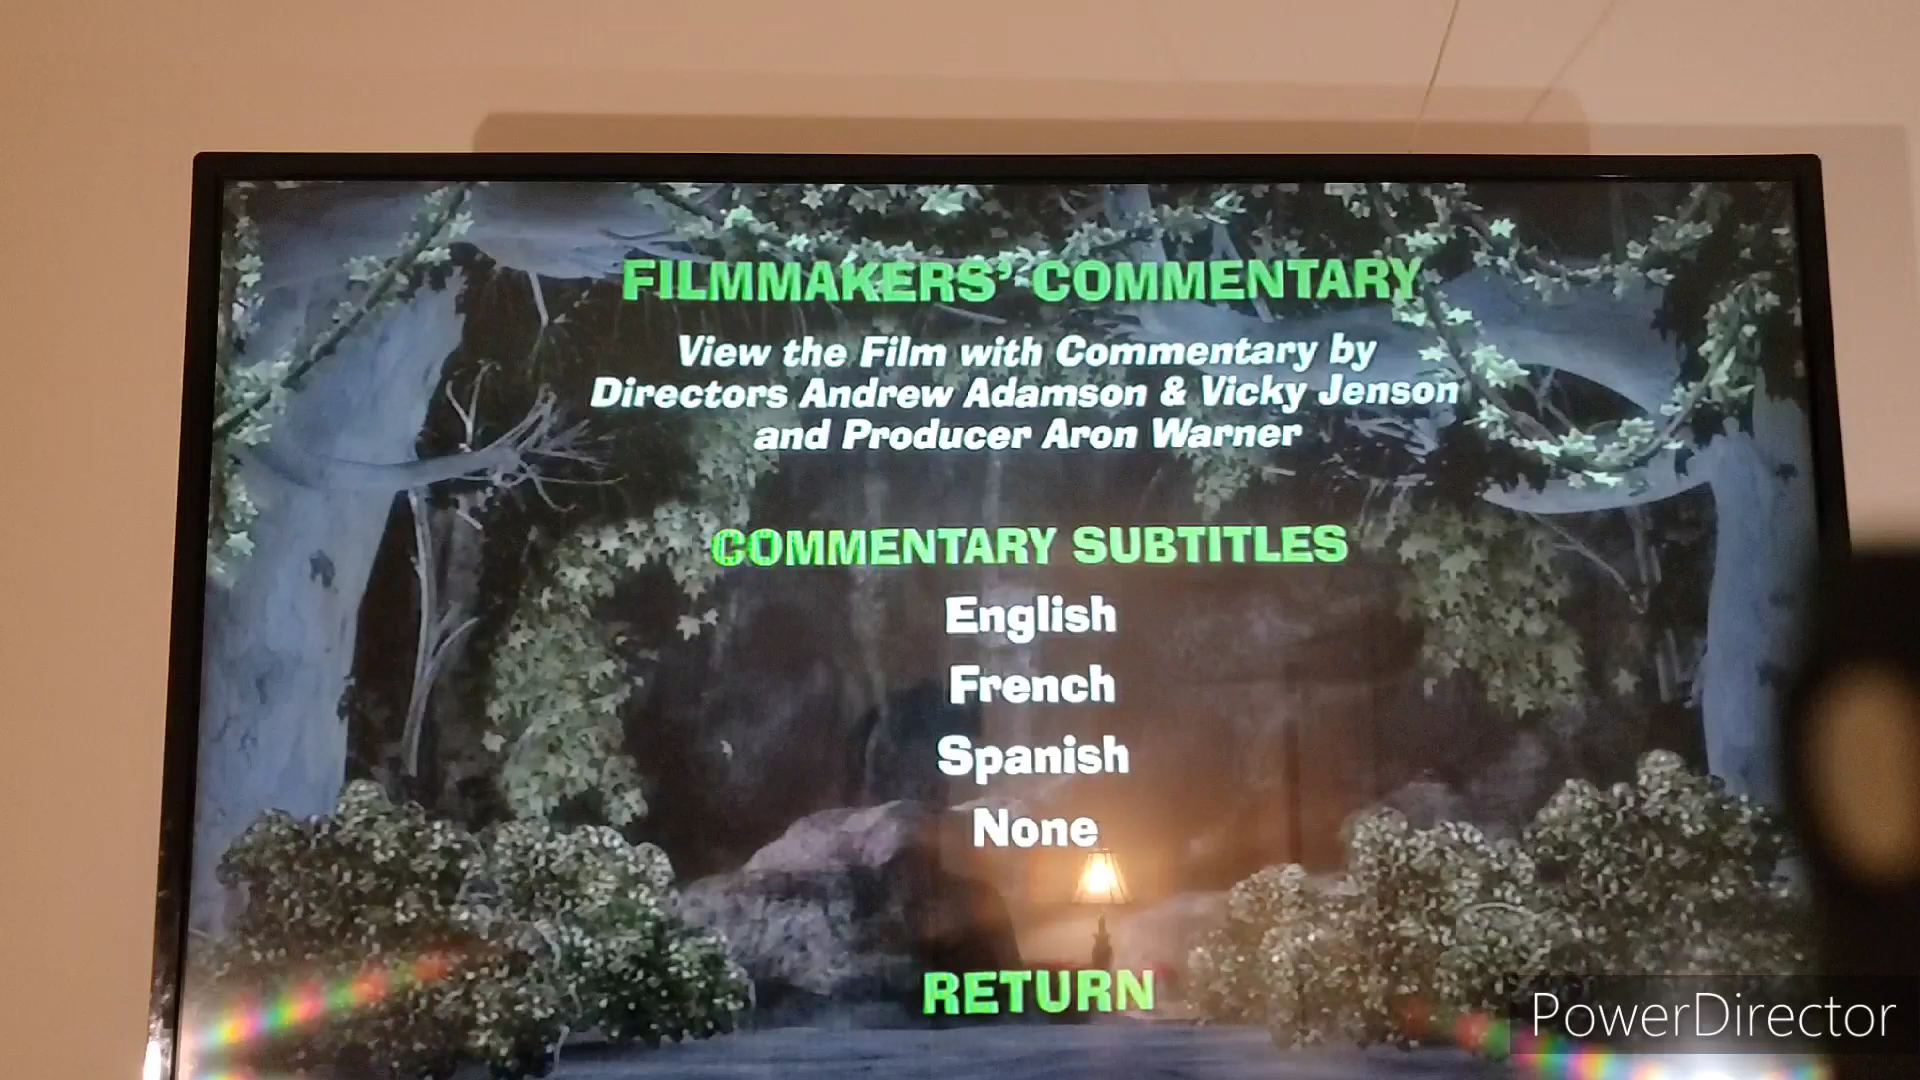 FILMMAKERS' COMMENTARY
View the Film with Commentary by
Directors Andrew Adamson & Vicky Jenson
and Producer Aron Warner
COMMENTARY SUBTITLES
English
French
Spanish
None
RETURN
PowerDirector